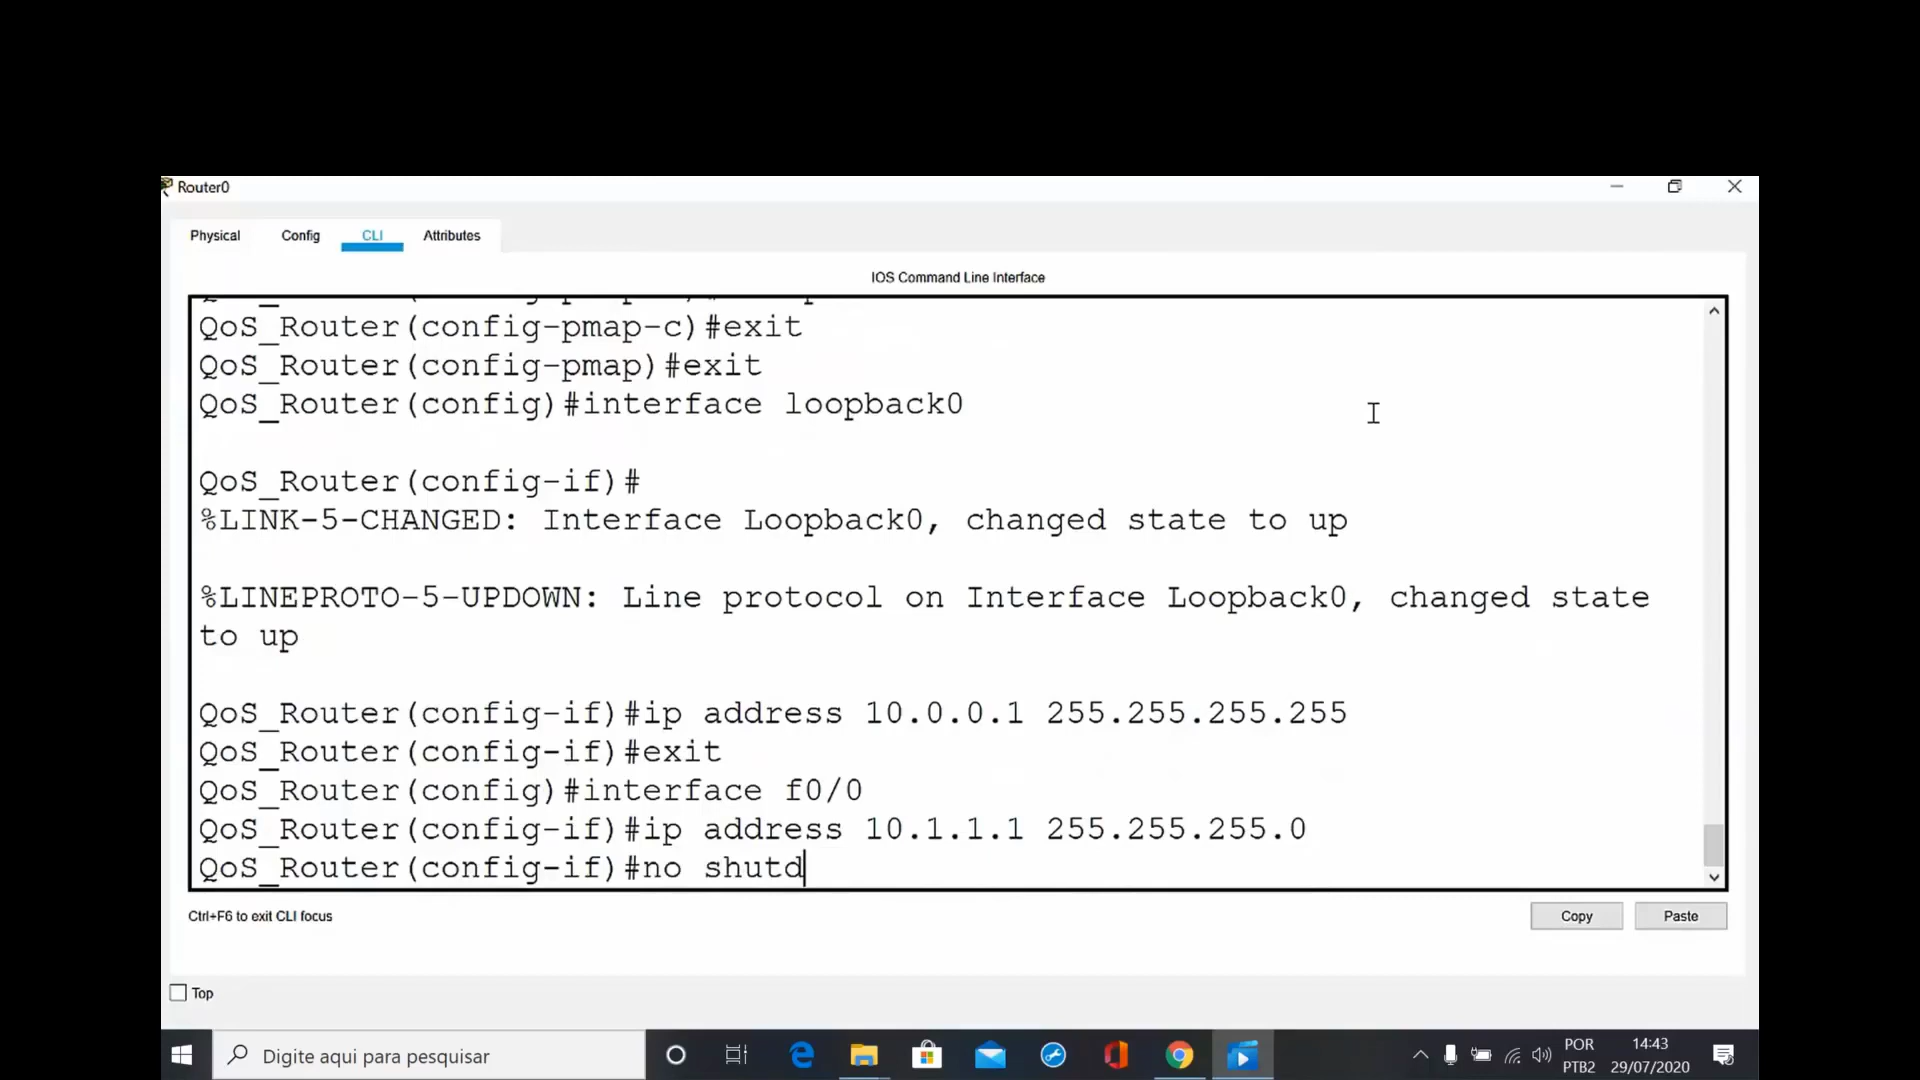 Router0
Physical Config CLI Attributes
IOS Command Line Interface
QoS_Router(config-pmap-c)#exit
QoS_Router(config-pmap)#exit
QoS_Router(config)#interface loopback0
QoS_Router(config-if)#
%LINK-5-CHANGED: Interface Loopback0, changed state to up
%LINEPROTO-5-UPDOWN: Line protocol on Interface Loopback0, changed state
to up
QoS_Router(config-if)#ip address 10.0.0.1 255.255.255.255
QoS_Router(config-if)#exit
QoS_Router(config)#interface f0/0
QoS_Router(config-if)#ip address 10.1.1.1 255.255.255.0
QoS_Router(config-if)#no shutd
Ctrl+F6 to exit CLI focus
Copy Paste
Top
Digite aqui para pesquisar
POR 14:43
PTB2 29/07/2020